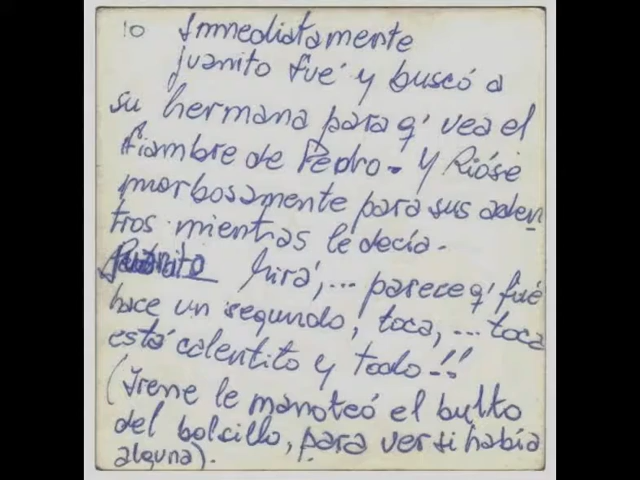 10 Immediatamente
Juanito fué y buscó a
su hermana para q' vea el
fiambre de Pedro. Y Rióse
morbosamente para sus aden
tros mientras le decía.
Juanito Mirá,... parece q' fué
hace un segundo, toca,... toca
está calentito y todo!!
(Irene le manoteó el bulto
del bolsillo, para ver si había
alguna).